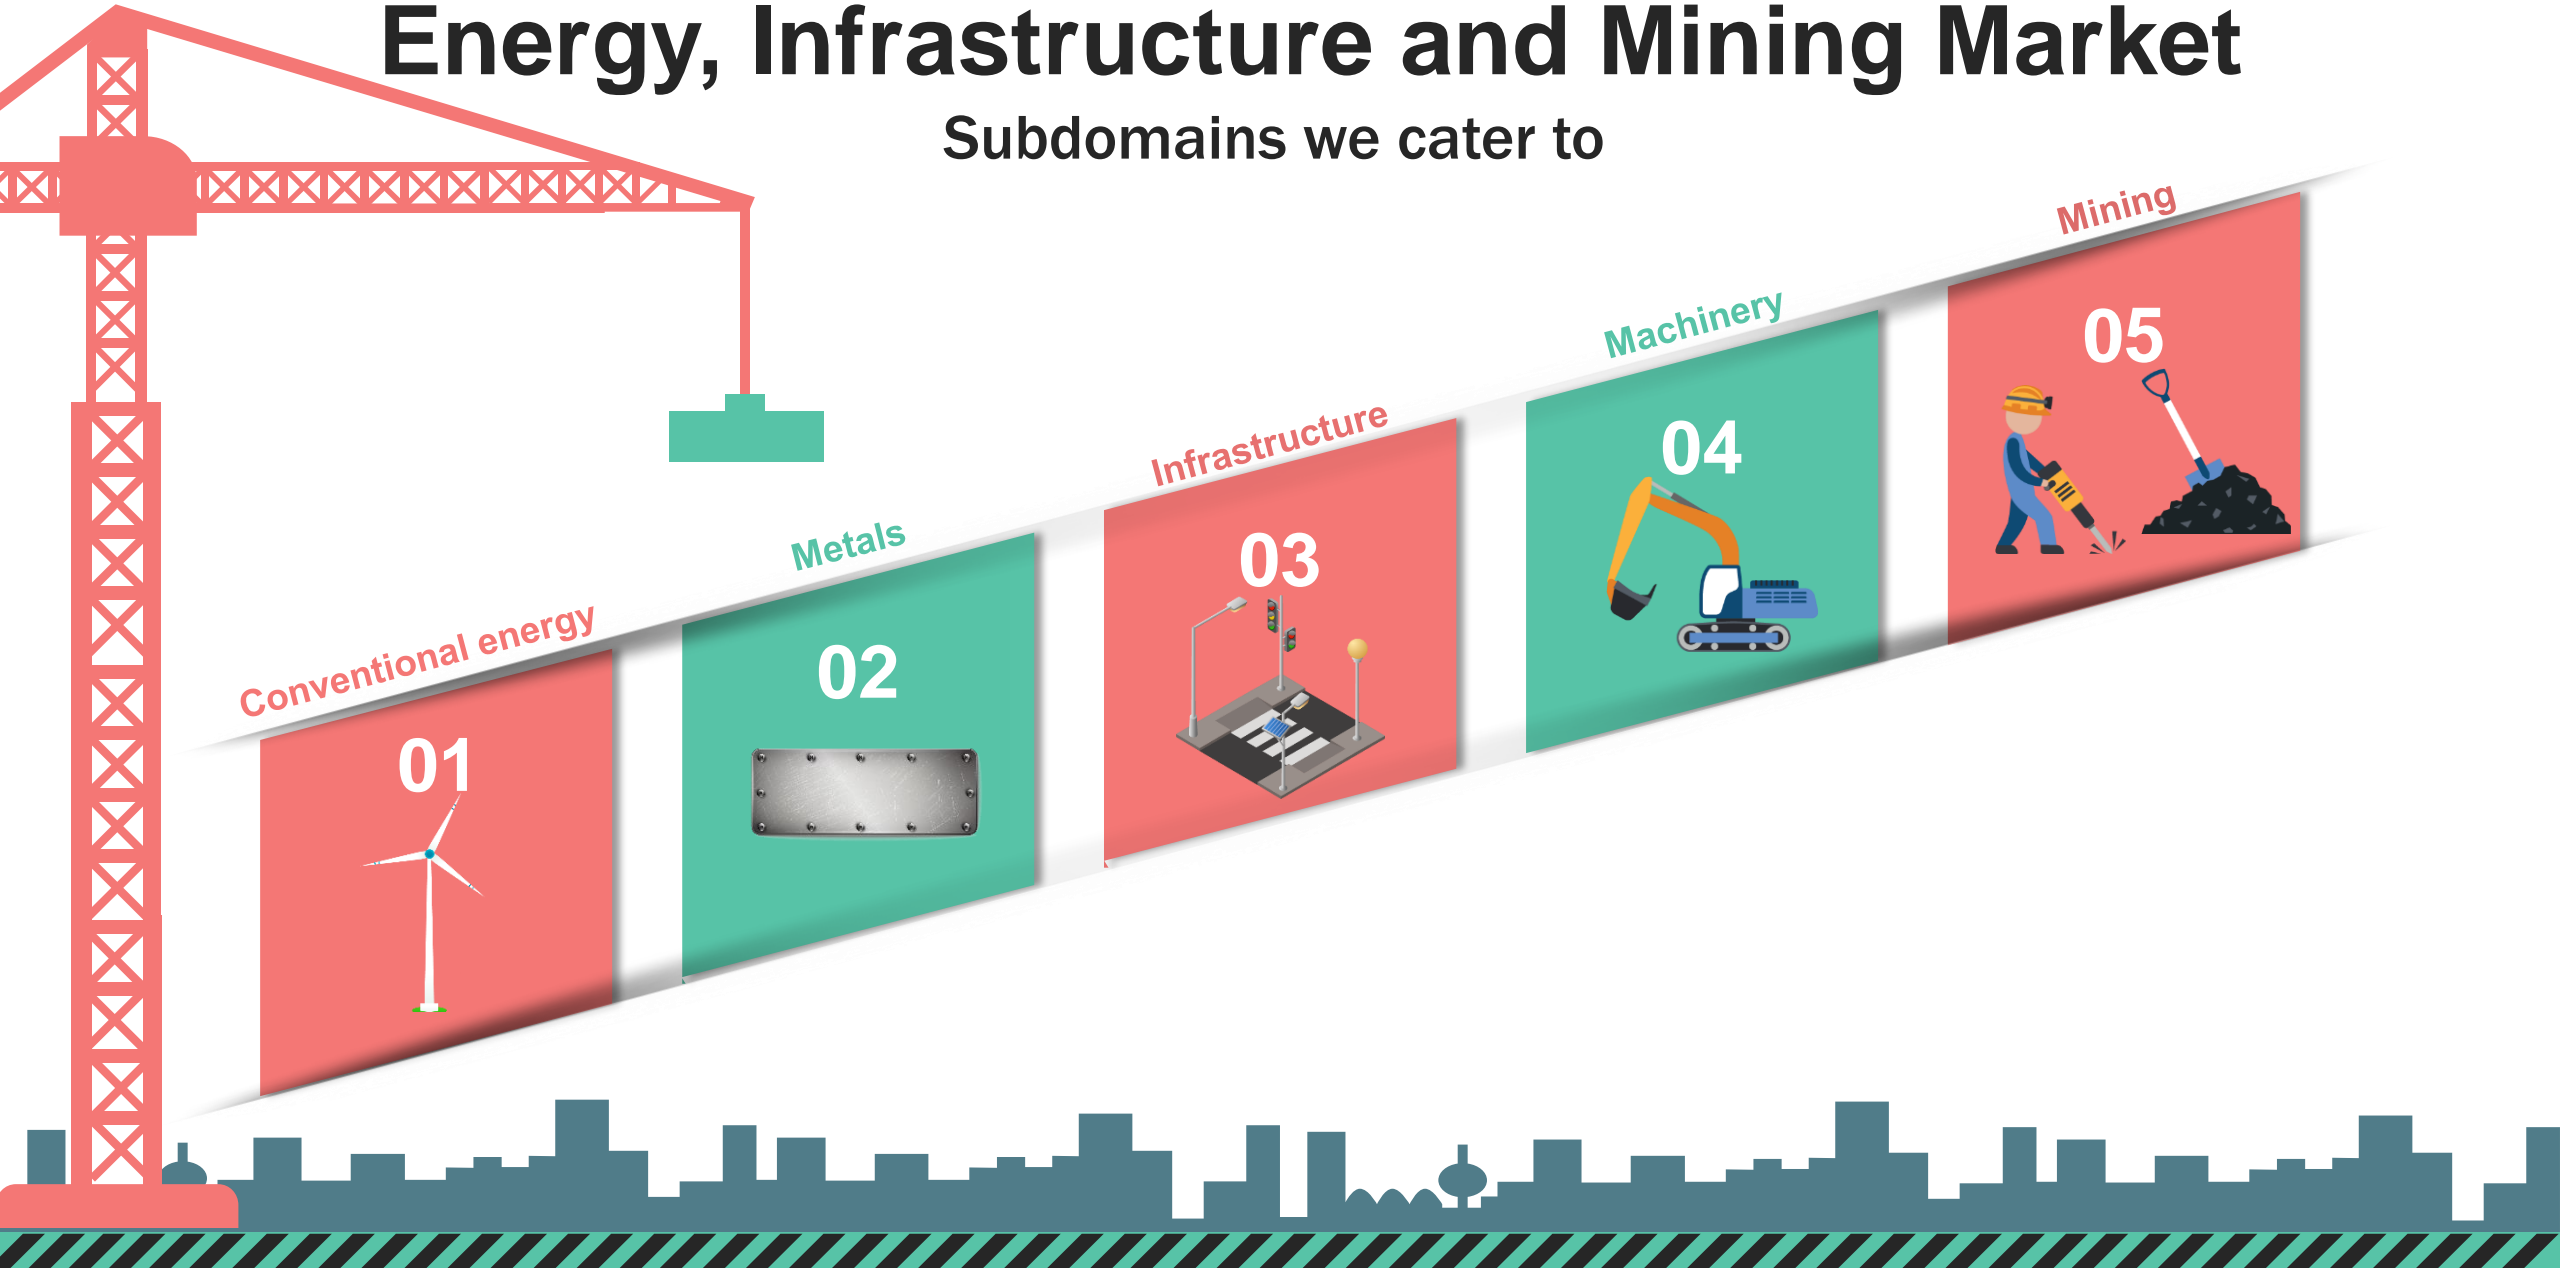 Energy, Infrastructure and Mining Market
Subdomains we cater to
Conventional energy
01
Metals
02
Infrastructure
03
Machinery
04
Mining
05